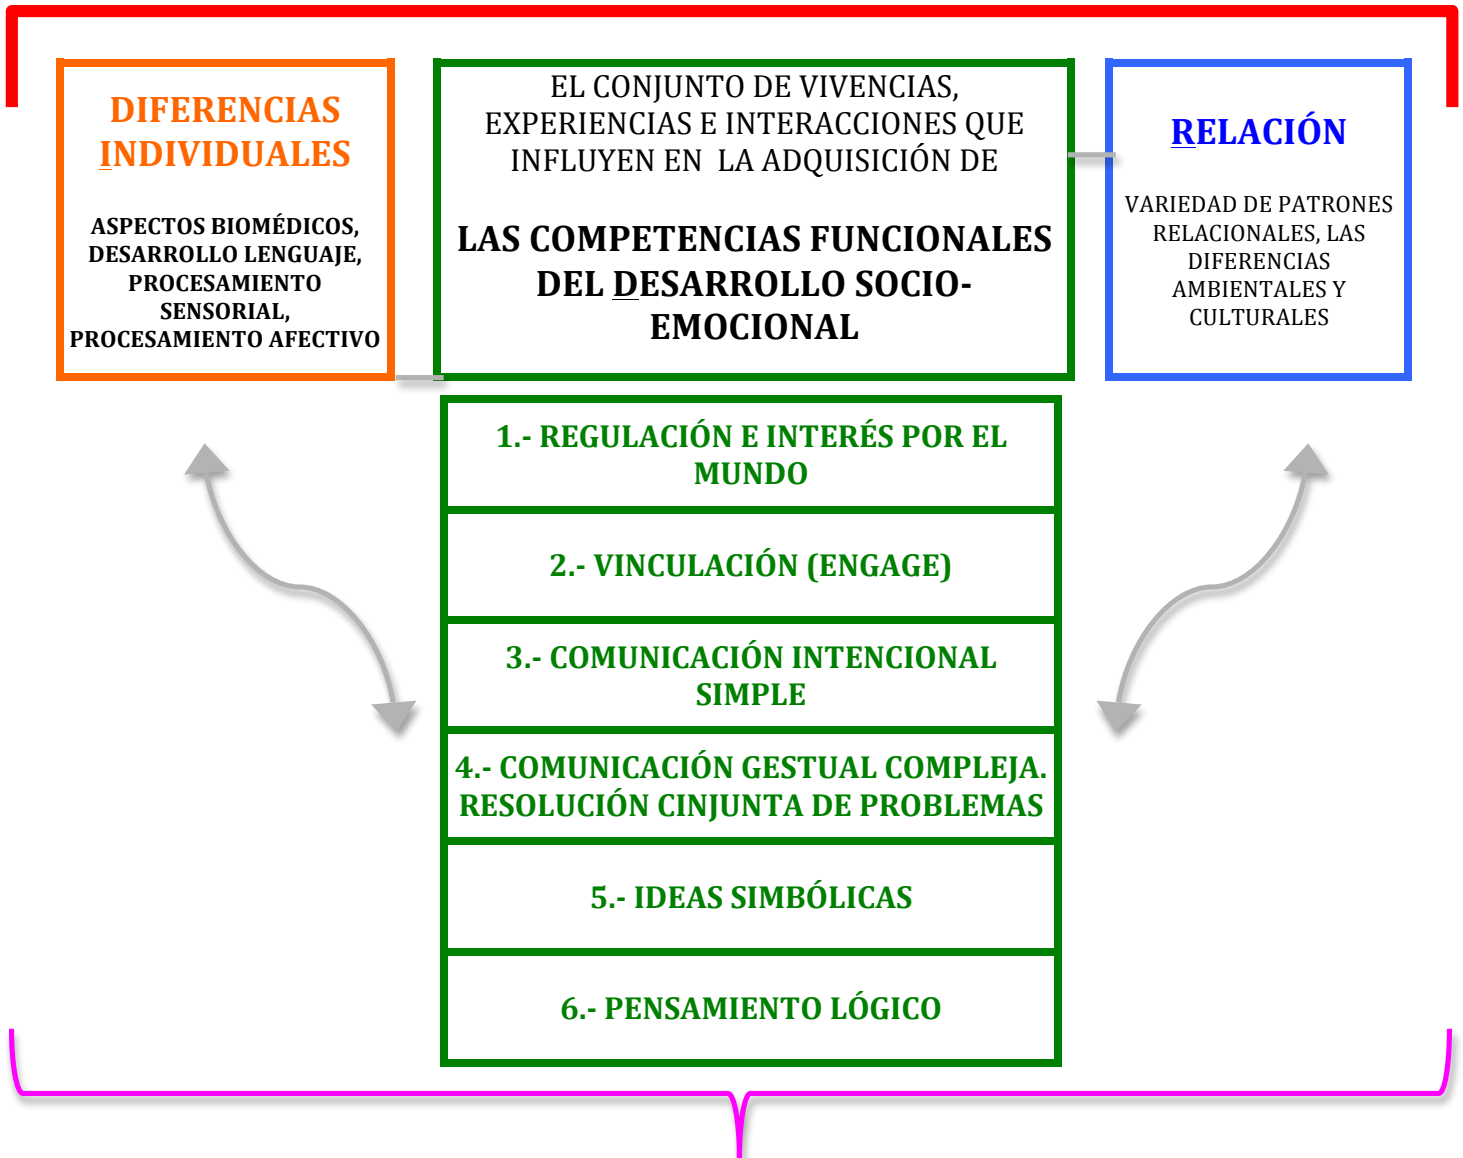 DIFERENCIAS
INDIVIDUALES
ASPECTOS BIOMÉDICOS,
DESARROLLO LENGUAJE,
PROCESAMIENTO
SENSORIAL,
PROCESAMIENTO AFECTIVO
EL CONJUNTO DE VIVENCIAS,
EXPERIENCIAS E INTERACCIONES QUE
INFLUYEN EN LA ADQUISICIÓN DE
LAS COMPETENCIAS FUNCIONALES
DEL DESARROLLO SOCIO-
EMOCIONAL
RELACIÓN
VARIEDAD DE PATRONES
RELACIONALES, LAS
DIFERENCIAS
AMBIENTALES Y
CULTURALES
1.- REGULACIÓN E INTERÉS POR EL
MUNDO
2.- VINCULACIÓN (ENGAGE)
3.- COMUNICACIÓN INTENCIONAL
SIMPLE
4.- COMUNICACIÓN GESTUAL COMPLEJA.
RESOLUCIÓN CINJUNTA DE PROBLEMAS
5.- IDEAS SIMBÓLICAS
6.- PENSAMIENTO LÓGICO